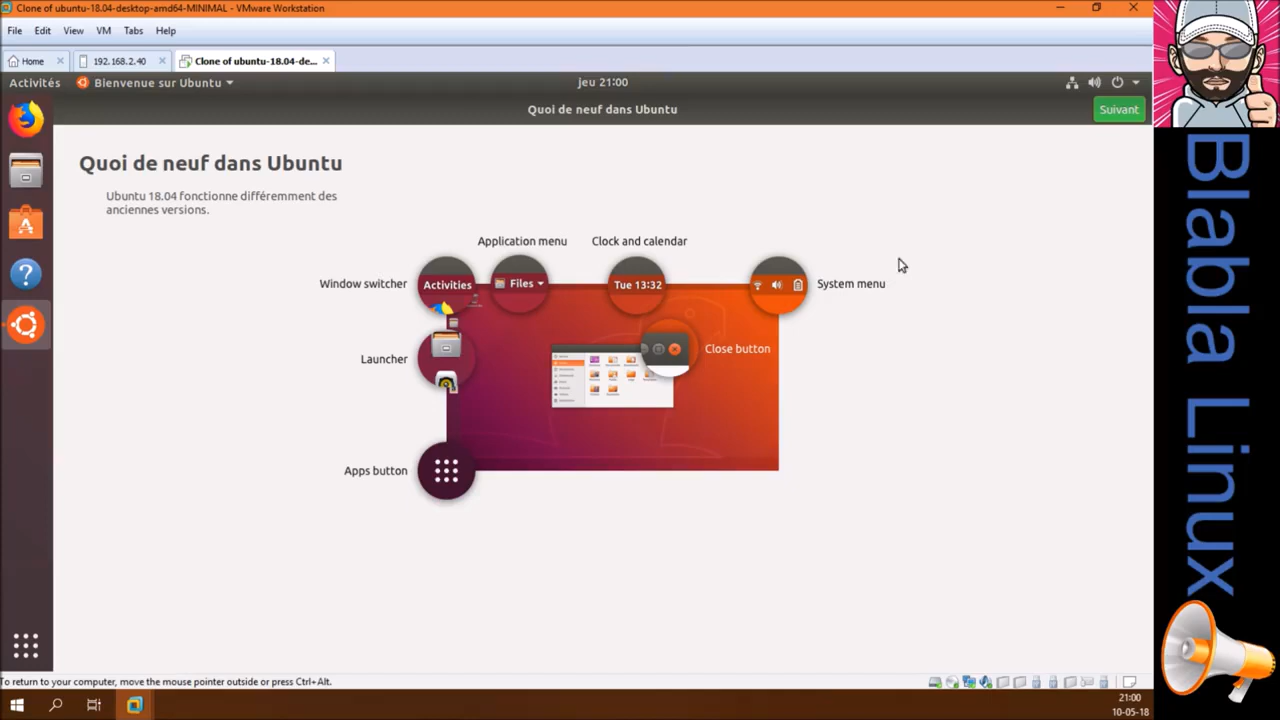 Clone of ubuntu-18.04-desktop-amd64-MINIMAL - VMware Workstation
File Edit View VM Tabs Help
Home 192.168.2.40 Clone of ubuntu-18.04-de...
Activités Bienvenue sur Ubuntu jeu 21:00
Quoi de neuf dans Ubuntu Suivant
Quoi de neuf dans Ubuntu
Ubuntu 18.04 fonctionne différemment des
anciennes versions.
Application menu Clock and calendar
Window switcher Activities Files Tue 13:32 System menu
Launcher Close button
Apps button
To return to your computer, move the mouse pointer outside or press Ctrl+Alt.
21:00
10-05-18
Blabla Linux